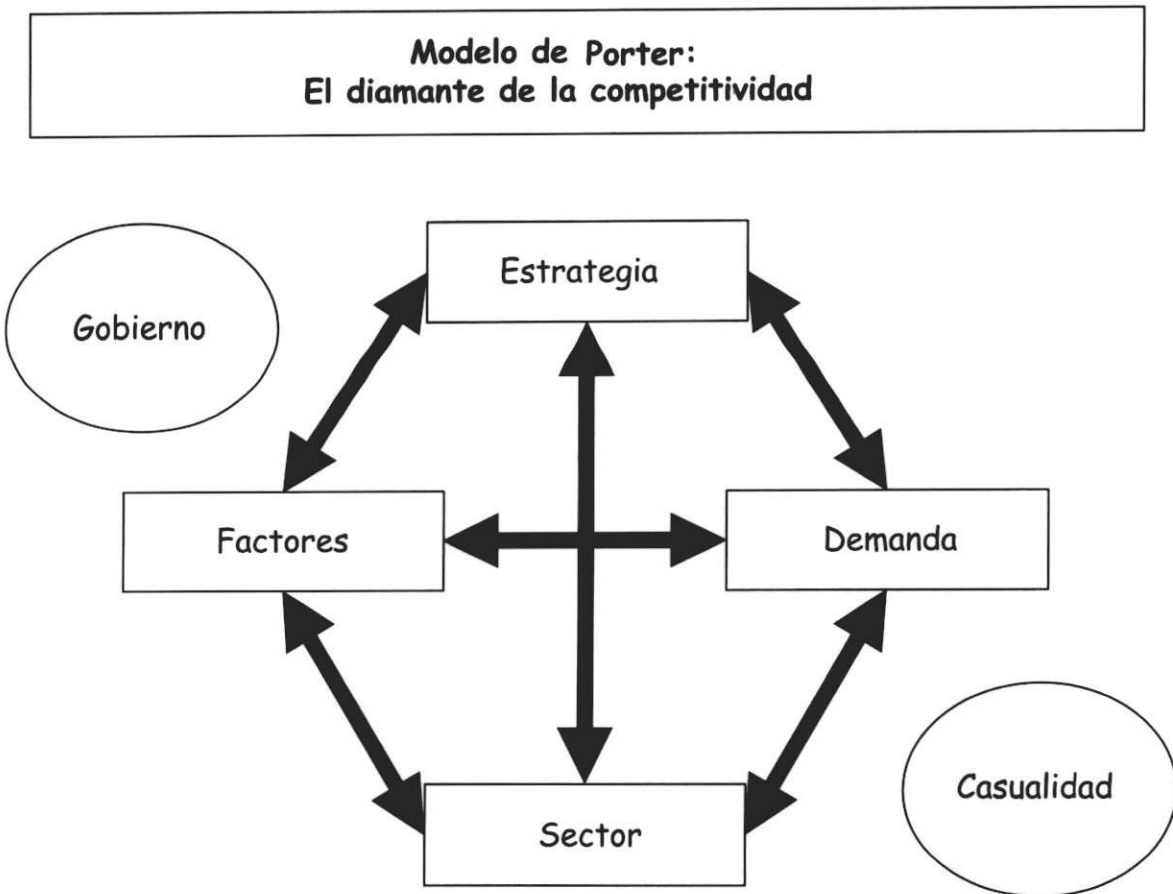 Modelo de Porter:
El diamante de la competitividad
Estrategia
Gobierno
Factores
Demanda
Casualidad
Sector